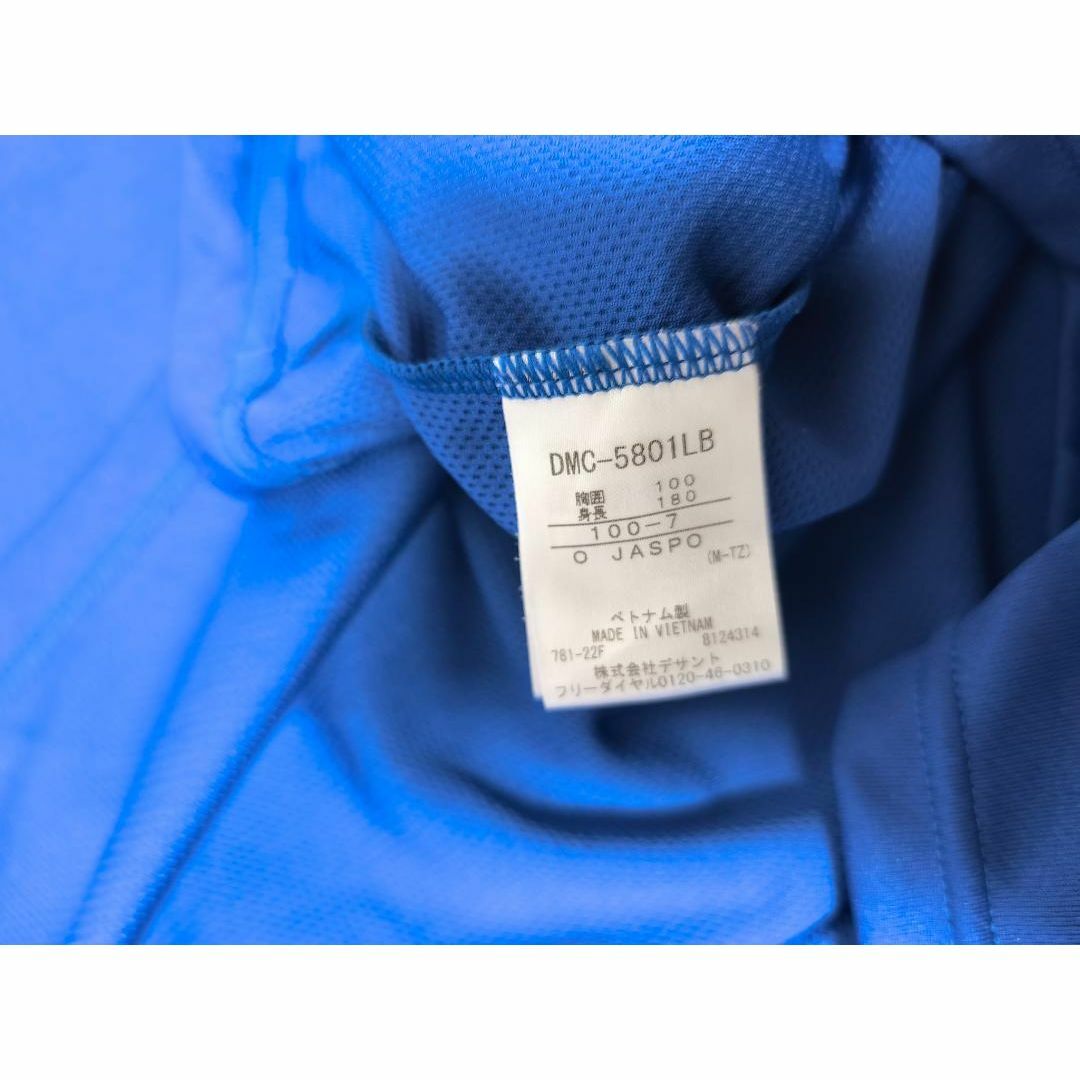 DMC-5801LB
胸囲 100
身長 180
100-7
O JASPO (M-TZ)
ベトナム製
MADE IN VIETNAM
781-22F 8124314
株式会社デサント
フリーダイヤル0120-46-0310